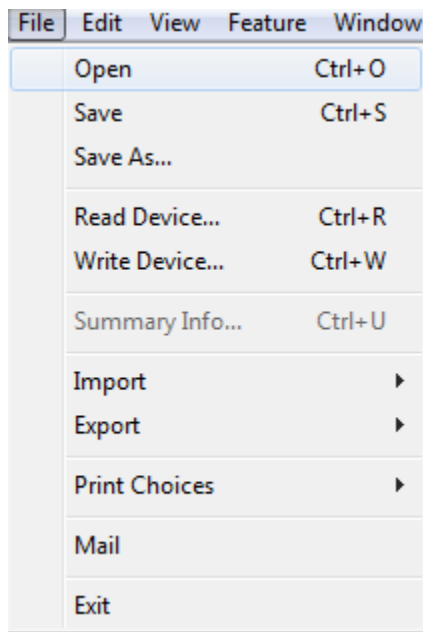 File Edit View Feature Window
Open Ctrl+O
Save Ctrl+S
Save As...
Read Device... Ctrl+R
Write Device... Ctrl+W
Summary Info... Ctrl+U
Import
Export
Print Choices
Mail
Exit